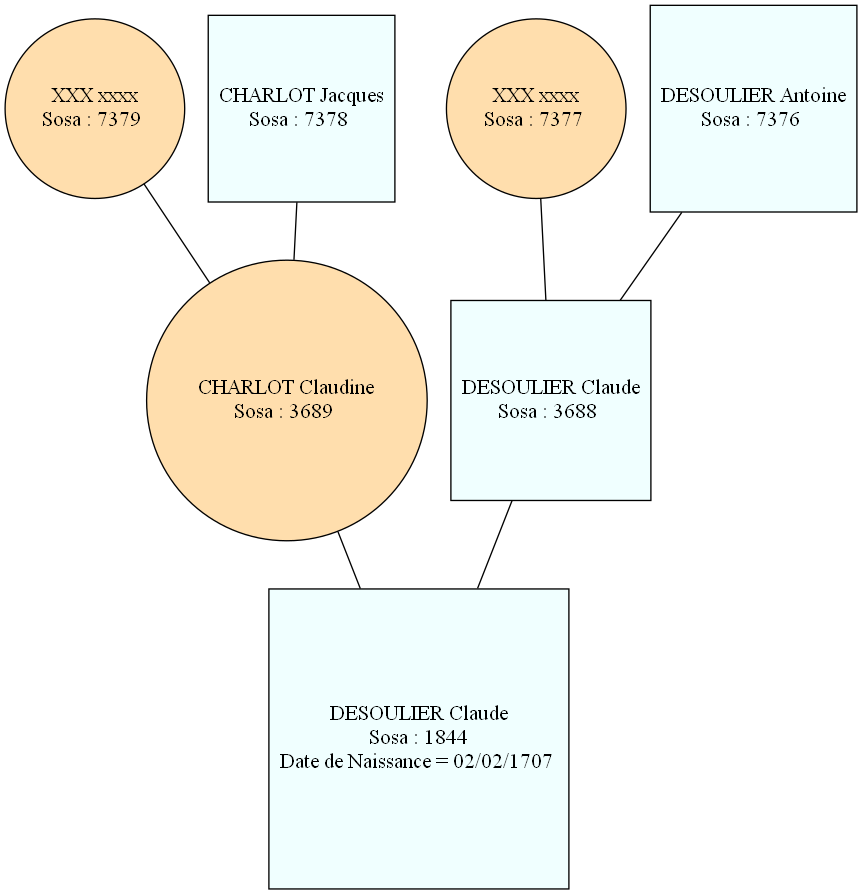 XXX xxxx
Sosa : 7379
CHARLOT Jacques
Sosa : 7378
XXX xxxx
Sosa : 7377
DESOULIER Antoine
Sosa : 7376
CHARLOT Claudine
Sosa : 3689
DESOULIER Claude
Sosa : 3688
DESOULIER Claude
Sosa : 1844
Date de Naissance = 02/02/1707